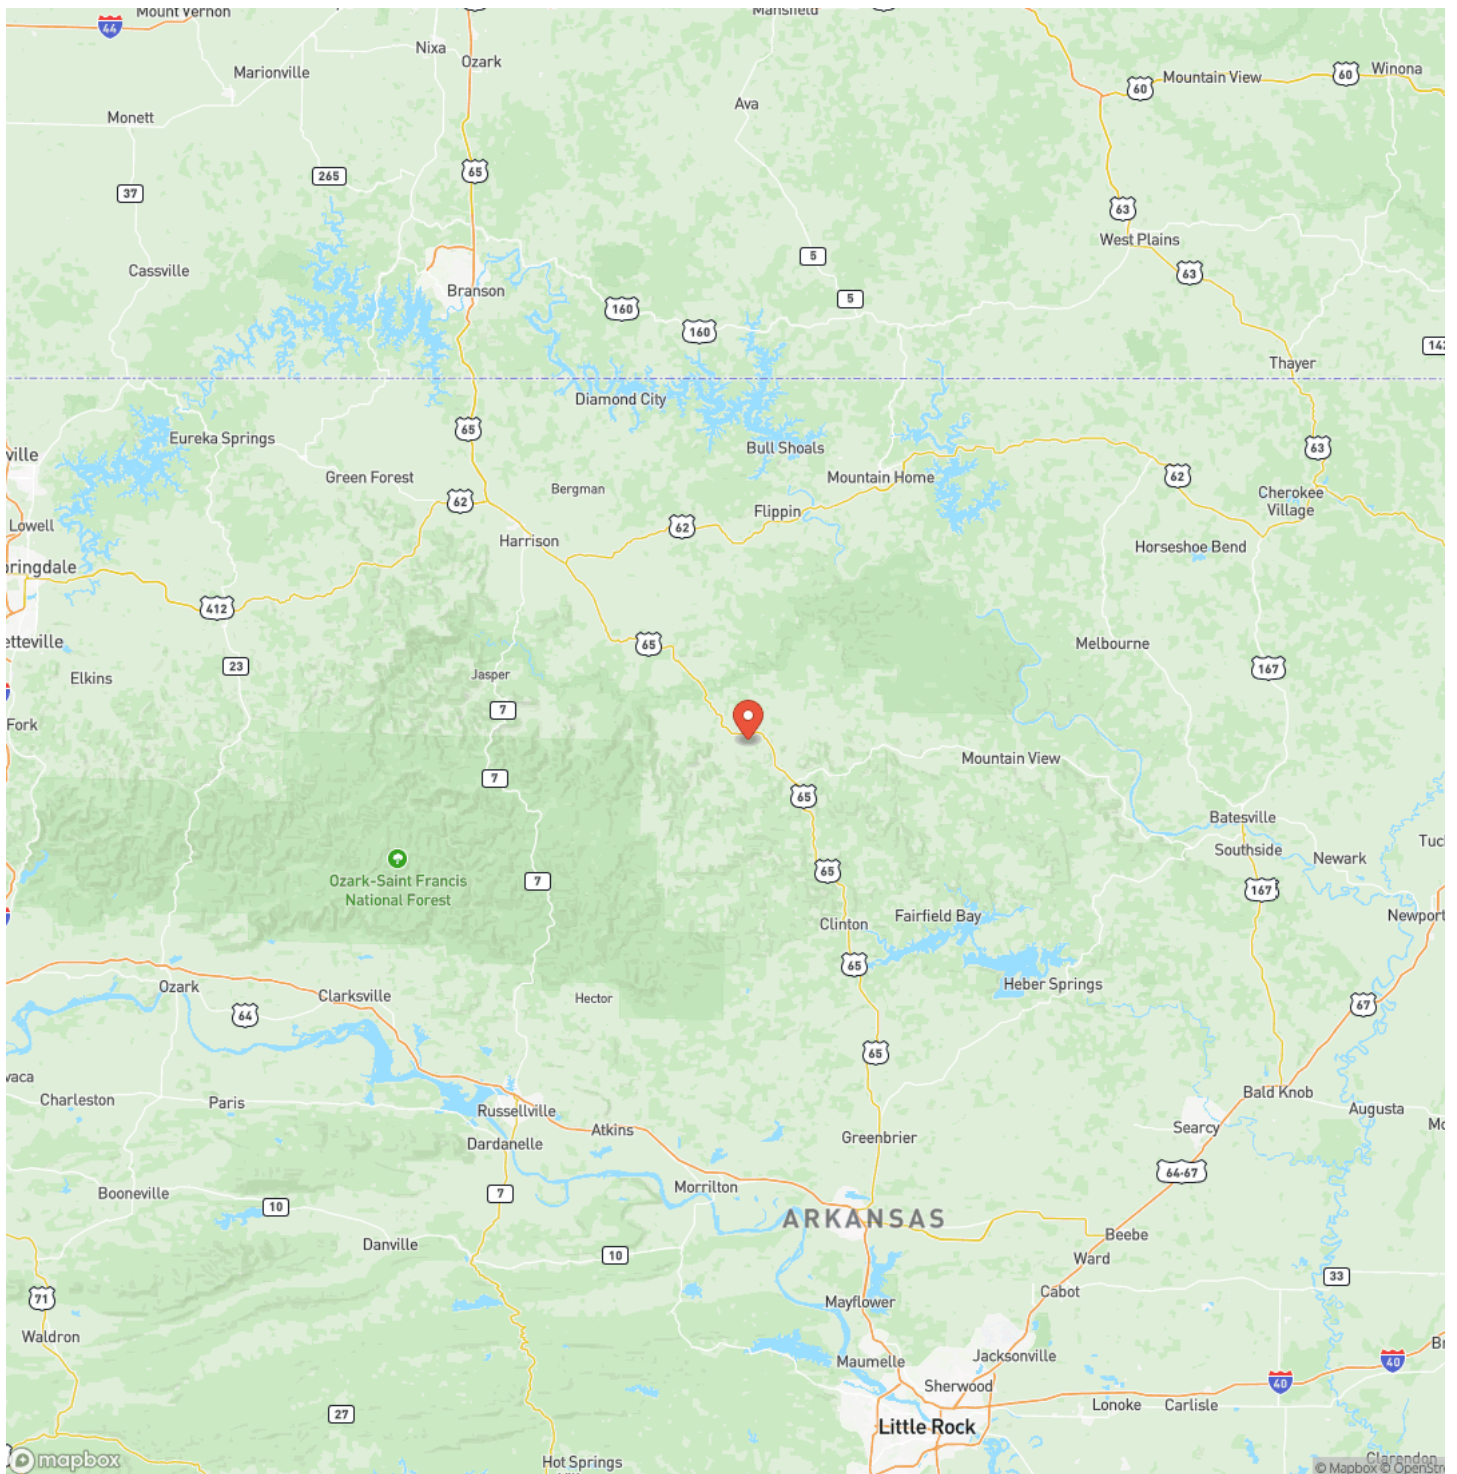 Mount Vernon
44
Mansfield
Nixa
Ozark
Marionville
60
Mountain View
60
Winona
Monett
Ava
65
265
37
63
West Plains
Cassville
5
63
Branson
5
160
160
Thayer
Diamond City
65
Eureka Springs
Bull Shoals
63
ville
Green Forest
Mountain Home
62
Bergman
62
Cherokee
Village
Flippin
Lowell
62
Harrison
Horseshoe Bend
pringdale
412
etteville
65
Melbourne
23
167
Elkins
Jasper
7
Fork
Mountain View
7
65
Batesville
Southside
Newark
Ozark-Saint Francis
National Forest
65
7
167
Fairfield Bay
Newport
Clinton
65
Ozark
Clarksville
Heber Springs
Hector
64
67
65
vaca
Charleston
Paris
Bald Knob
Russellville
Augusta
Atkins
Searcy
Dardanelle
Greenbrier
64-67
Booneville
7
Morrilton
10
ARKANSAS
Danville
10
Beebe
Ward
33
71
Mayflower
Cabot
Waldron
Maumelle
Jacksonville
40
Sherwood
40
27
Lonoke
Carlisle
Little Rock
mapbox
Hot Springs
Clarendon
© Mapbox © OpenStre